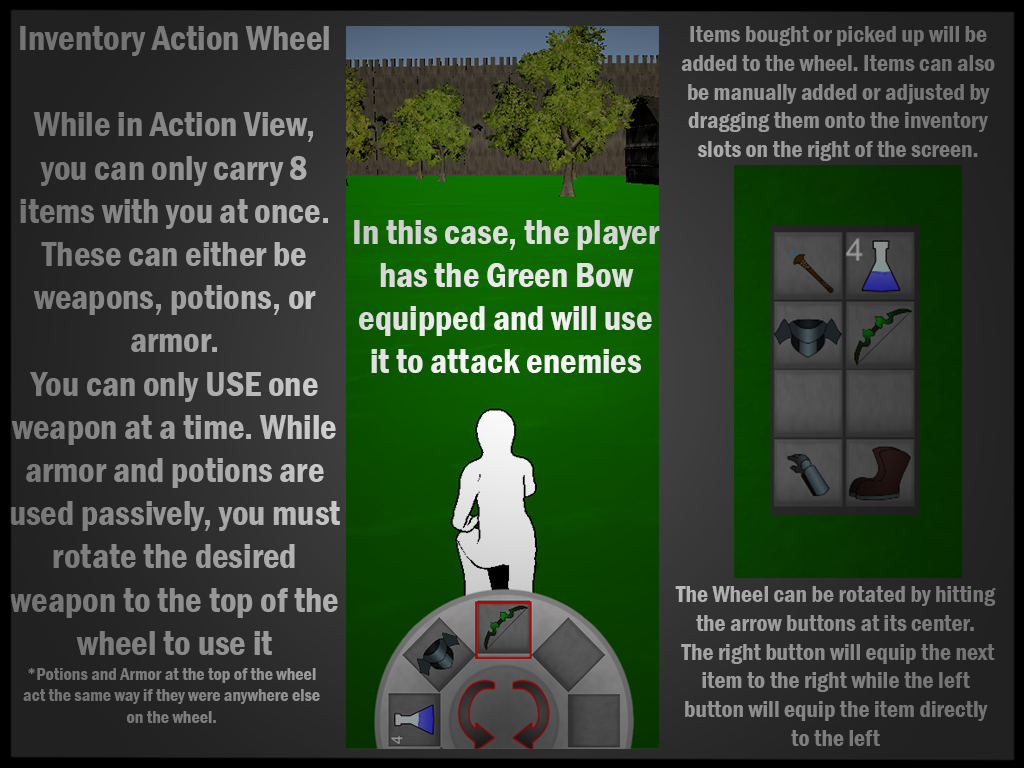 Inventory Action Wheel
While in Action View,
you can only carry 8
items with you at once.
These can either be
weapons, potions, or
armor.
You can only USE one
weapon at a time. While
armor and potions are
used passively, you must
rotate the desired
weapon to the top of the
wheel to use it
*Potions and Armor at the top of the wheel
act the same way if they were anywhere else
on the wheel.
In this case, the player
has the Green Bow
equipped and will use
it to attack enemies
4
Items bought or picked up will be
added to the wheel. Items can also
be manually added or adjusted by
dragging them onto the inventory
slots on the right of the screen.
4
The Wheel can be rotated by hitting
the arrow buttons at its center.
The right button will equip the next
item to the right while the left
button will equip the item directly
to the left